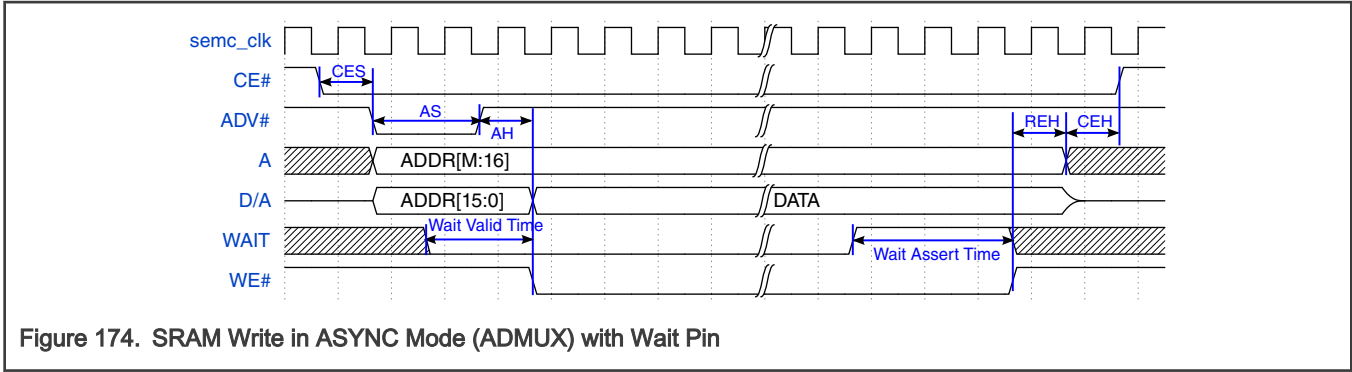 semc_clk
CE#
CES
ADV#
AS
AH
REH
CEH
A
ADDR[M:16]
D/A
ADDR[15:0]
DATA
Wait Valid Time
WAIT
Wait Assert Time
WE#
Figure 174. SRAM Write in ASYNC Mode (ADMUX) with Wait Pin